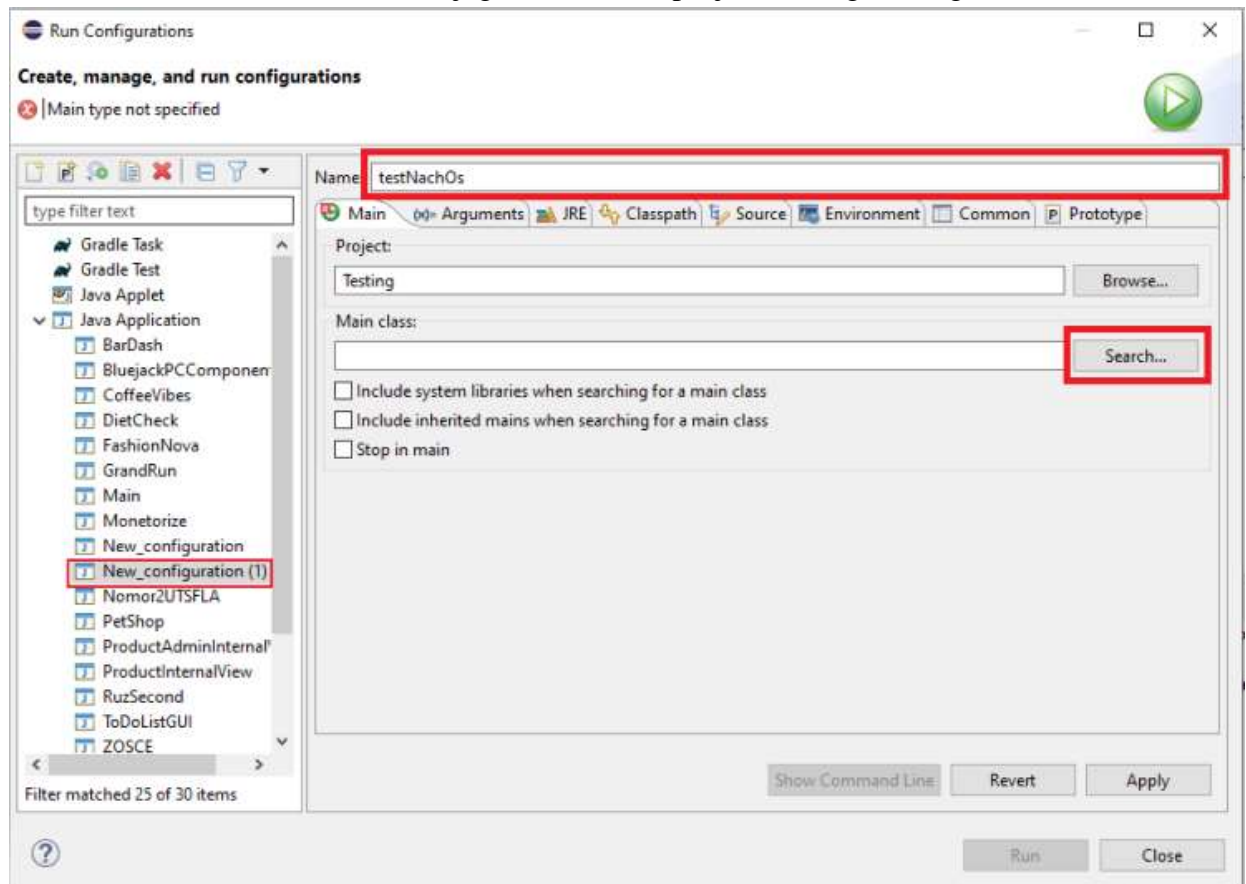 Run Configurations
Create, manage, and run configurations
Main type not specified
Name: testNachOs
type filter text
Main Arguments JRE Classpath Source Environment Common Prototype
Gradle Task
Gradle Test
Java Applet
Java Application
BarDash
BluejackPCComponen
CoffeeVibes
DietCheck
FashionNova
GrandRun
Main
Monetorize
New_configuration
New_configuration (1)
Nomor2UTSFLA
PetShop
ProductAdminInternal
ProductInternalView
RuzSecond
ToDoListGUI
ZOSCE
Filter matched 25 of 30 items
Project:
Testing Browse...
Main class:
Search...
Include system libraries when searching for a main class
Include inherited mains when searching for a main class
Stop in main
Show Command Line Revert Apply
Run Close